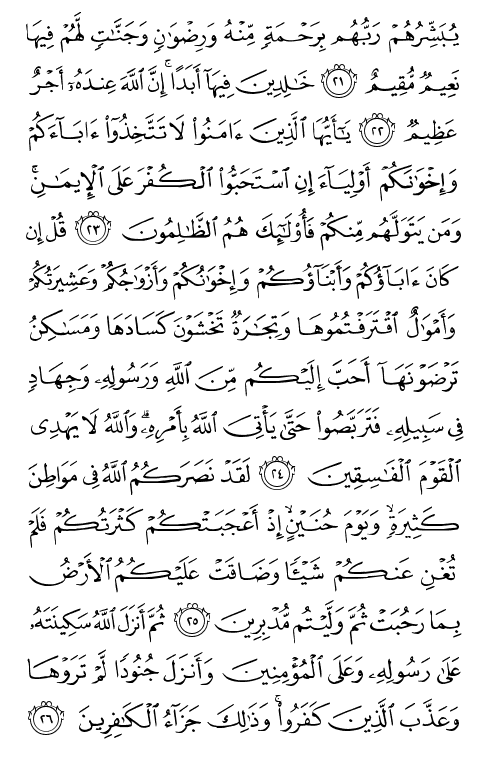 يُبَشِّرُهُمْ رَبُّهُم بِرَحْمَةٍ مِّنْهُ وَرِضْوَٰنٍ وَجَنَّٰتٍ لَّهُمْ فِيهَا
نَعِيمٌ مُّقِيمٌ ٢١ خَٰلِدِينَ فِيهَآ أَبَدًا ۚ إِنَّ ٱللَّهَ عِندَهُۥٓ أَجْرٌ
عَظِيمٌ ٢٢ يَٰٓأَيُّهَا ٱلَّذِينَ ءَامَنُوا۟ لَا تَتَّخِذُوٓا۟ ءَابَآءَكُمْ
وَإِخْوَٰنَكُمْ أَوْلِيَآءَ إِنِ ٱسْتَحَبُّوا۟ ٱلْكُفْرَ عَلَى ٱلْإِيمَٰنِ ۚ
وَمَن يَتَوَلَّهُم مِّنكُمْ فَأُو۟لَٰٓئِكَ هُمُ ٱلظَّٰلِمُونَ ٢٣ قُلْ إِن
كَانَ ءَابَآؤُكُمْ وَأَبْنَآؤُكُمْ وَإِخْوَٰنُكُمْ وَأَزْوَٰجُكُمْ وَعَشِيرَتُكُمْ
وَأَمْوَٰلٌ ٱقْتَرَفْتُمُوهَا وَتِجَٰرَةٌ تَخْشَوْنَ كَسَادَهَا وَمَسَٰكِنُ
تَرْضَوْنَهَآ أَحَبَّ إِلَيْكُم مِّنَ ٱللَّهِ وَرَسُولِهِۦ وَجِهَادٍ
فِى سَبِيلِهِۦ فَتَرَبَّصُوا۟ حَتَّىٰ يَأْتِىَ ٱللَّهُ بِأَمْرِهِۦ ۗ وَٱللَّهُ لَا يَهْدِى
ٱلْقَوْمَ ٱلْفَٰسِقِينَ ٢٤ لَقَدْ نَصَرَكُمُ ٱللَّهُ فِى مَوَاطِنَ
كَثِيرَةٍ ۙ وَيَوْمَ حُنَيْنٍ ۙ إِذْ أَعْجَبَتْكُمْ كَثْرَتُكُمْ فَلَمْ
تُغْنِ عَنكُمْ شَيْـًٔا وَضَاقَتْ عَلَيْكُمُ ٱلْأَرْضُ
بِمَا رَحُبَتْ ثُمَّ وَلَّيْتُم مُّدْبِرِينَ ٢٥ ثُمَّ أَنزَلَ ٱللَّهُ سَكِينَتَهُۥ
عَلَىٰ رَسُولِهِۦ وَعَلَى ٱلْمُؤْمِنِينَ وَأَنزَلَ جُنُودًا لَّمْ تَرَوْهَا
وَعَذَّبَ ٱلَّذِينَ كَفَرُوا۟ ۚ وَذَٰلِكَ جَزَآءُ ٱلْكَٰفِرِينَ ٢٦